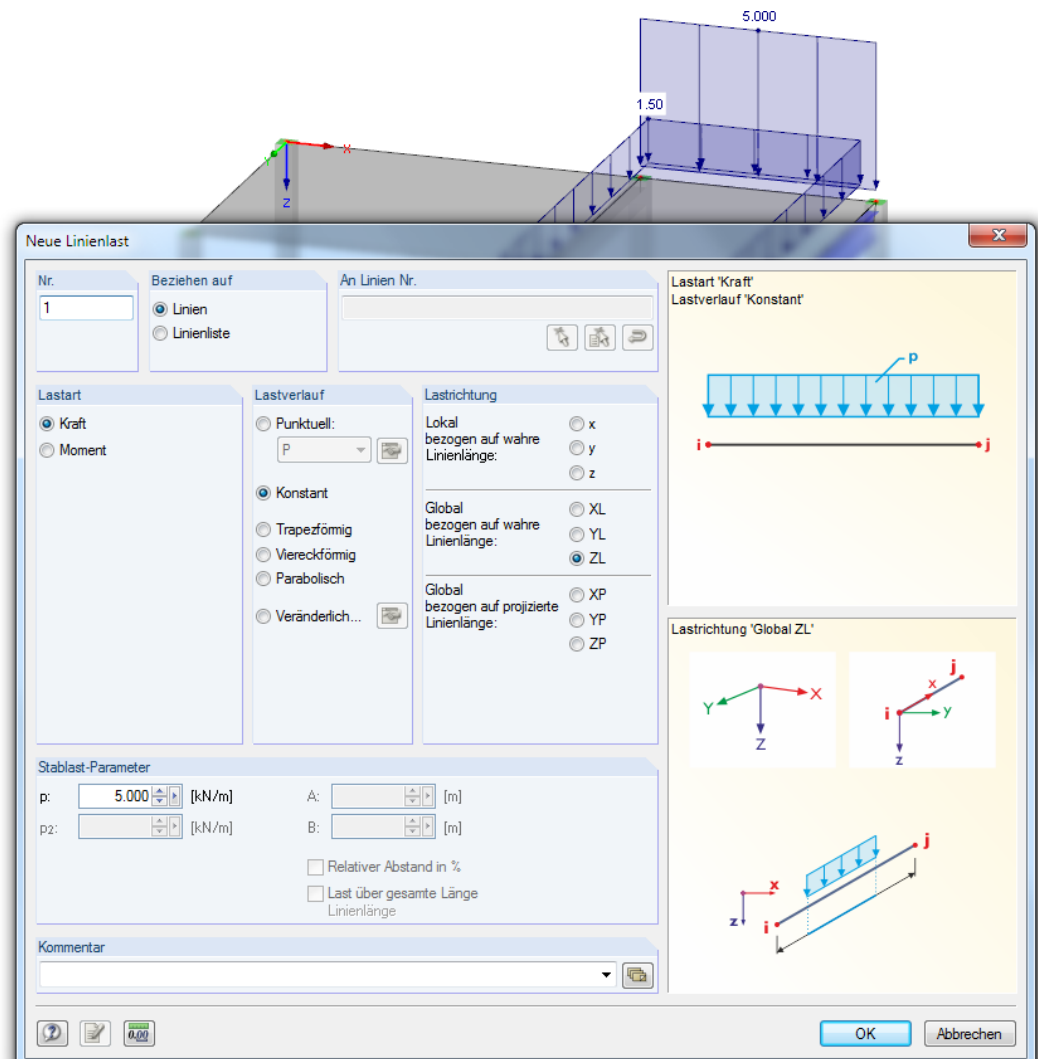 5.000
1.50
X
Y
Z
Neue Linienlast
Nr.
1
Beziehen auf
Linien
Linienliste
An Linien Nr.
Lastart
Kraft
Moment
Lastverlauf
Punktuell:
P
Konstant
Trapezförmig
Viereckförmig
Parabolisch
Veränderlich...
Lastrichtung
Lokal
bezogen auf wahre
Linienlänge:
x
y
z
Global
bezogen auf wahre
Linienlänge:
XL
YL
ZL
Global
bezogen auf projizierte
Linienlänge:
XP
YP
ZP
Stablast-Parameter
p: 5.000 [kN/m]
p2: [kN/m]
A: [m]
B: [m]
Relativer Abstand in %
Last über gesamte Länge
Linienlänge
Kommentar
Lastart 'Kraft'
Lastverlauf 'Konstant'
p
i
j
Lastrichtung 'Global ZL'
X
Y
Z
j
x
i
y
z
j
x
z
i
0.00
OK
Abbrechen